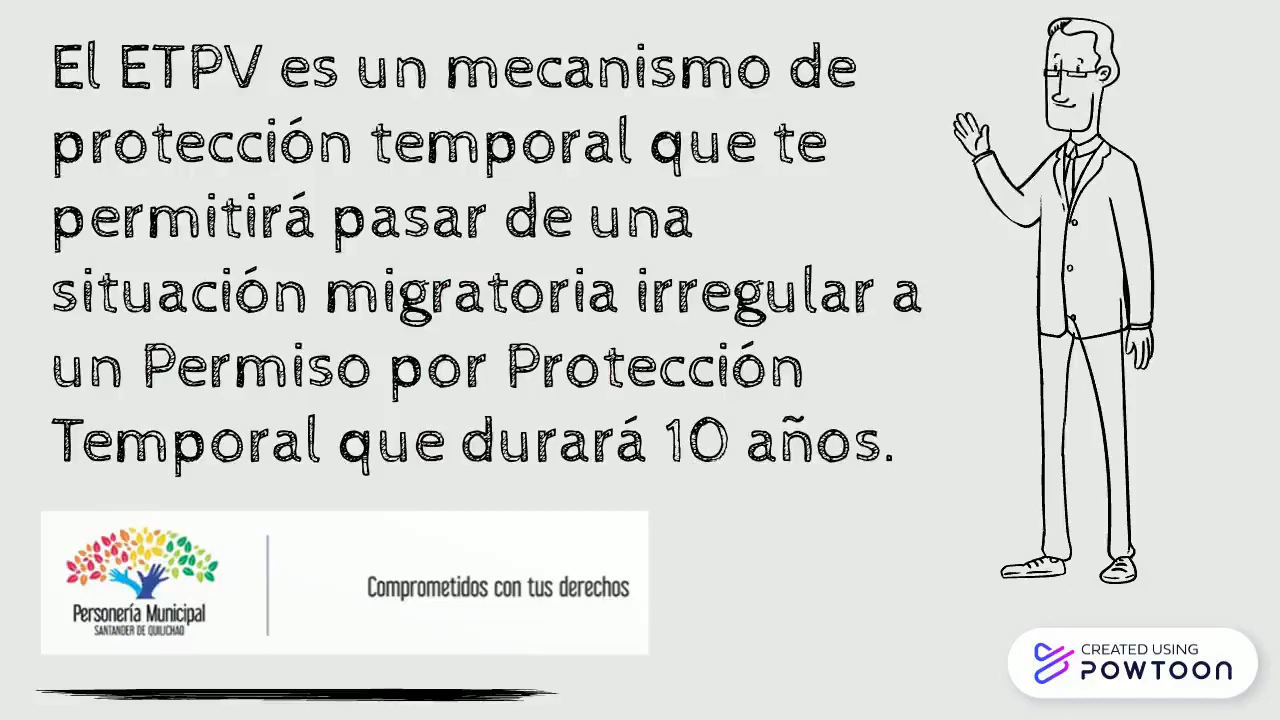 El ETPV es un mecanismo de
protección temporal que te
permitirá pasar de una
situación migratoria irregular a
un Permiso por Protección
Temporal que durará 10 años.
Personería Municipal
SANTANDER DE QUILICHAO
Comprometidos con tus derechos
CREATED USING
POWTOON